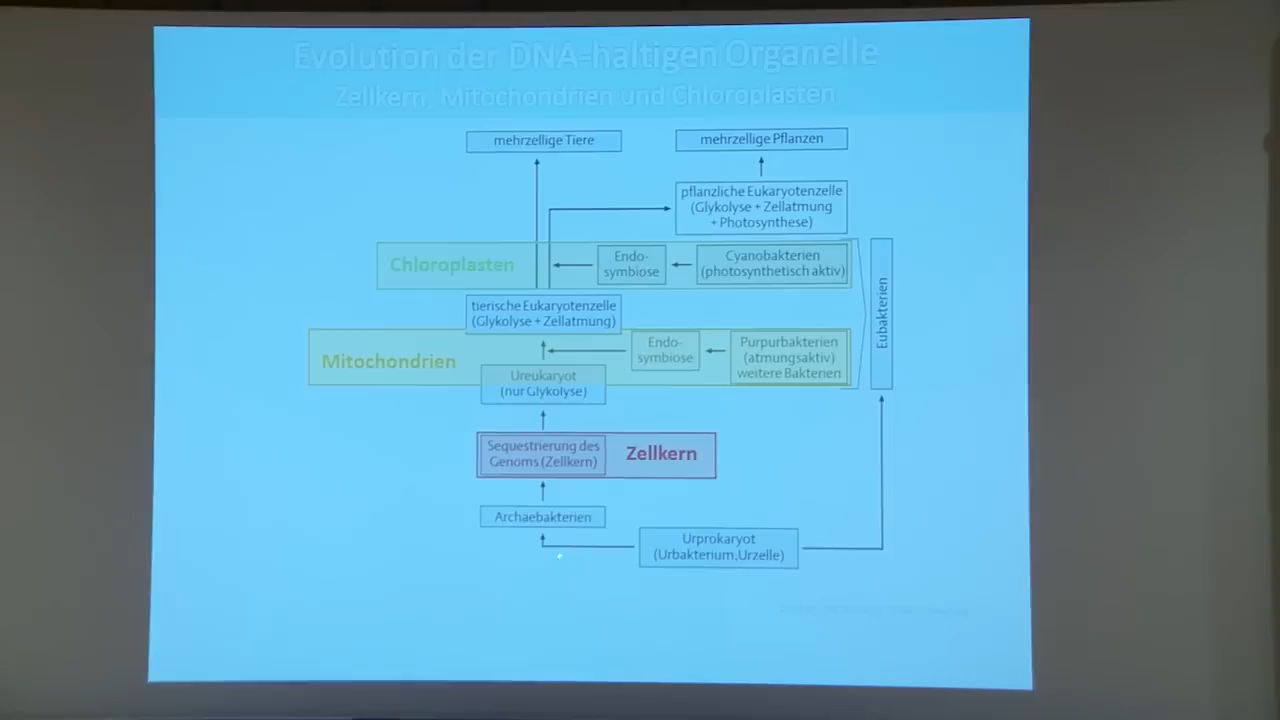 Evolution der DNA-haltigen Organelle
Zellkern, Mitochondrien und Chloroplasten
mehrzellige Tiere
mehrzellige Pflanzen
pflanzliche Eukaryotenzelle
(Glykolyse + Zellatmung
+ Photosynthese)
Chloroplasten
Endo-
symbiose
Cyanobakterien
(photosynthetisch aktiv)
Eubakterien
tierische Eukaryotenzelle
(Glykolyse + Zellatmung)
Mitochondrien
Endo-
symbiose
Purpurbakterien
(atmungsaktiv)
weitere Bakterien
Ureukaryot
(nur Glykolyse)
Sequestrierung des
Genoms (Zellkern)
Zellkern
Archaebakterien
Urprokaryot
(Urbakterium, Urzelle)